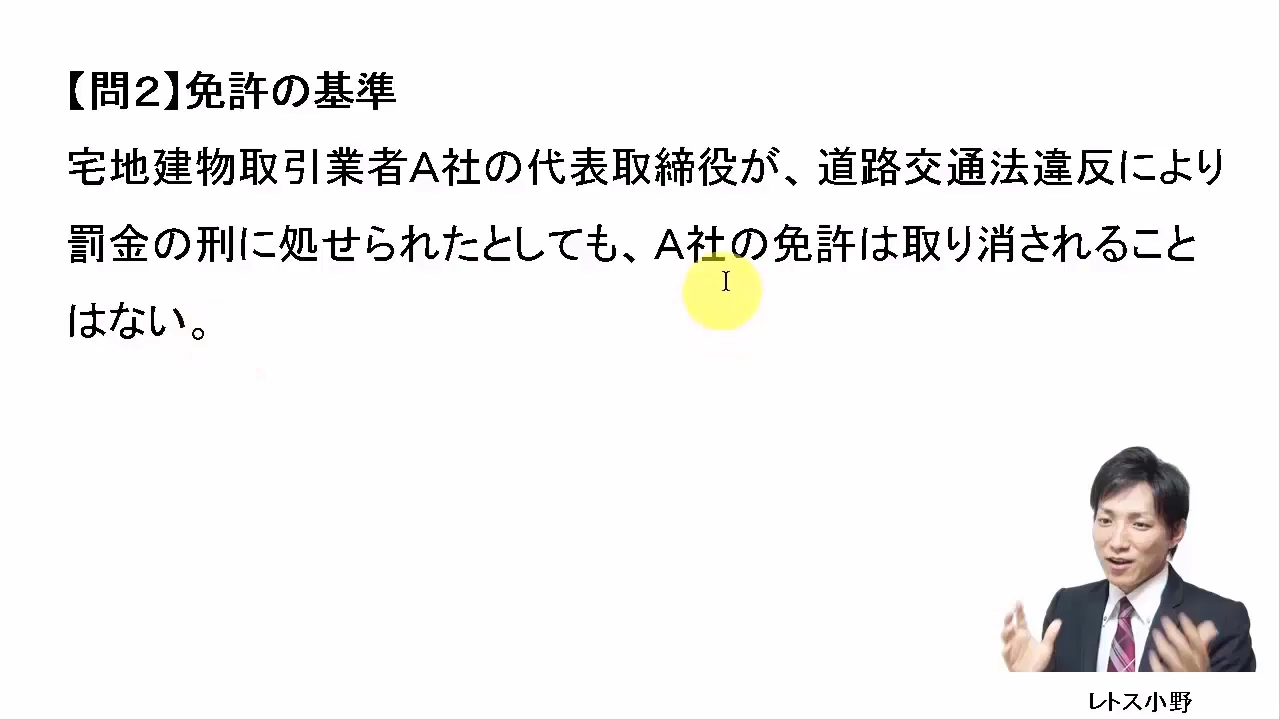 【問２】免許の基準
宅地建物取引業者Ａ社の代表取締役が、道路交通法違反により
罰金の刑に処せられたとしても、Ａ社の免許は取り消されること
はない。
レトス小野